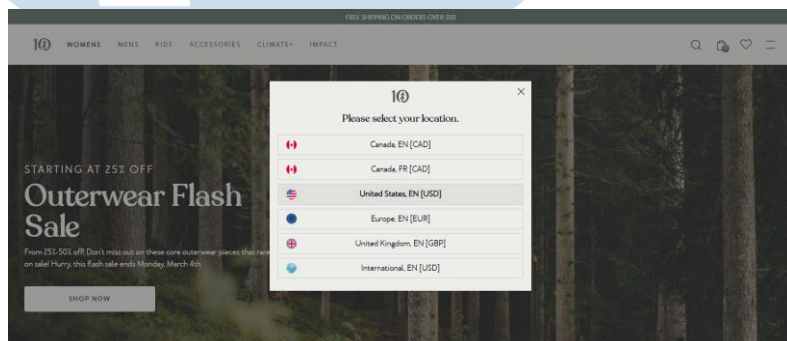 FREE SHIPPING ON ORDERS OVER $50
10
WOMENS MENS KIDS ACCESSORIES CLIMATE+ IMPACT
10
Please select your location.
Canada, EN [CAD]
Canada, FR [CAD]
United States, EN [USD]
Europe, EN [EUR]
United Kingdom, EN [GBP]
International, EN [USD]
STARTING AT 25% OFF
Outerwear Flash
Sale
From 25%-50% off! Don't miss out on these core outerwear pieces that rare
on sale! Hurry, this flash sale ends Monday, March 4th.
SHOP NOW